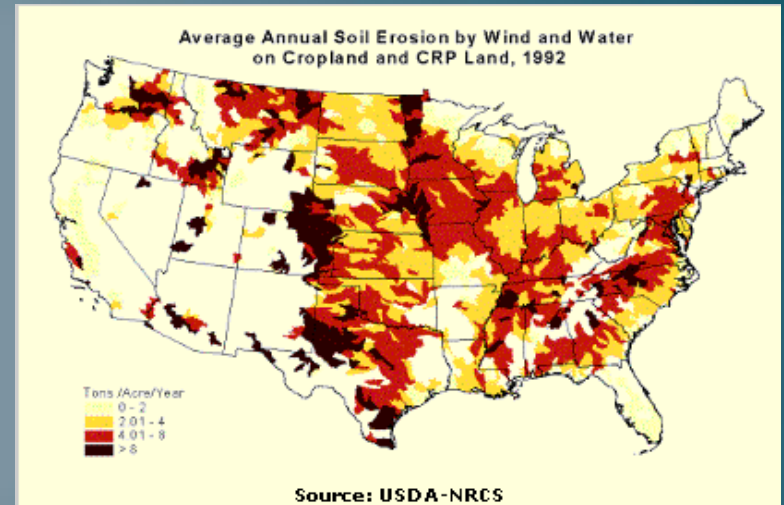 Average Annual Soil Erosion by Wind and Water
on Cropland and CRP Land, 1992
Tons /Acre/Year
0 - 2
2.01 - 4
4.01 - 8
> 8
Source: USDA-NRCS